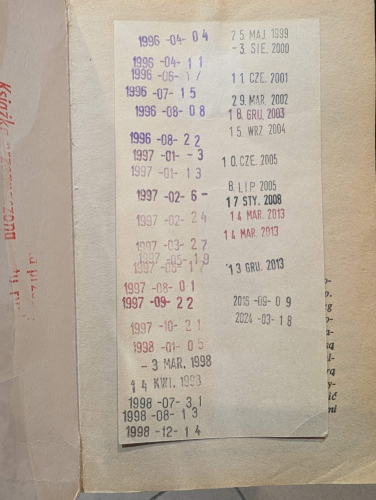 1996 -04- 04
1996 -04- 11
1996 -06- 17
1996 -07- 15
1996 -08- 08
1996 -08- 22
1997 -01- -3
1997 -01- 13
1997 -02- 6-
1997 -02- 24
1997 -03- 27
1997 -05- 19
1997 -08- 01
1997 -09- 22
1997 -10- 21
1998 -01- 05
- 3 MAR. 1998
14 KWI. 1998
1998 -07- 31
1998 -08- 13
1998 -12- 14
25. MAJ. 1999
-3. SIE. 2000
11 CZE. 2001
29. MAR. 2002
18. GRU. 2003
15. WRZ 2004
10. CZE. 2005
8. LIP 2005
17 STY. 2008
14 MAR. 2013
14 MAR. 2013
13 GRU. 2013
2015 -09- 09
2024 -03- 18